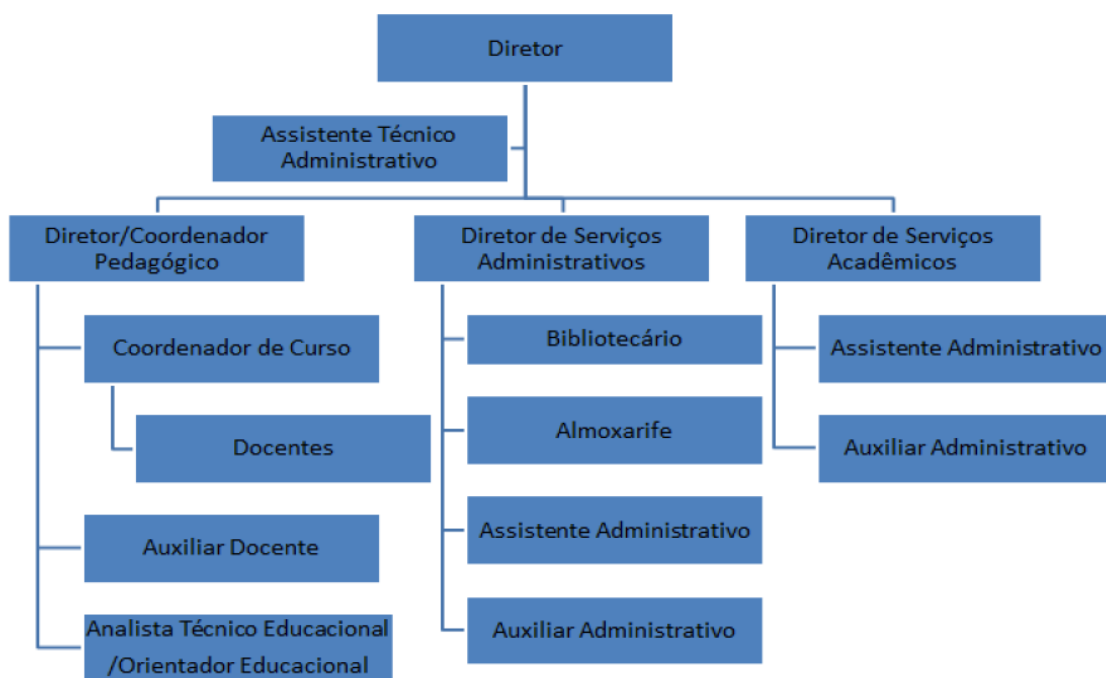 Diretor
Assistente Técnico
Administrativo
Diretor/Coordenador
Pedagógico
Coordenador de Curso
Docentes
Auxiliar Docente
Analista Técnico Educacional
/Orientador Educacional
Diretor de Serviços
Administrativos
Bibliotecário
Almoxarife
Assistente Administrativo
Auxiliar Administrativo
Diretor de Serviços
Acadêmicos
Assistente Administrativo
Auxiliar Administrativo